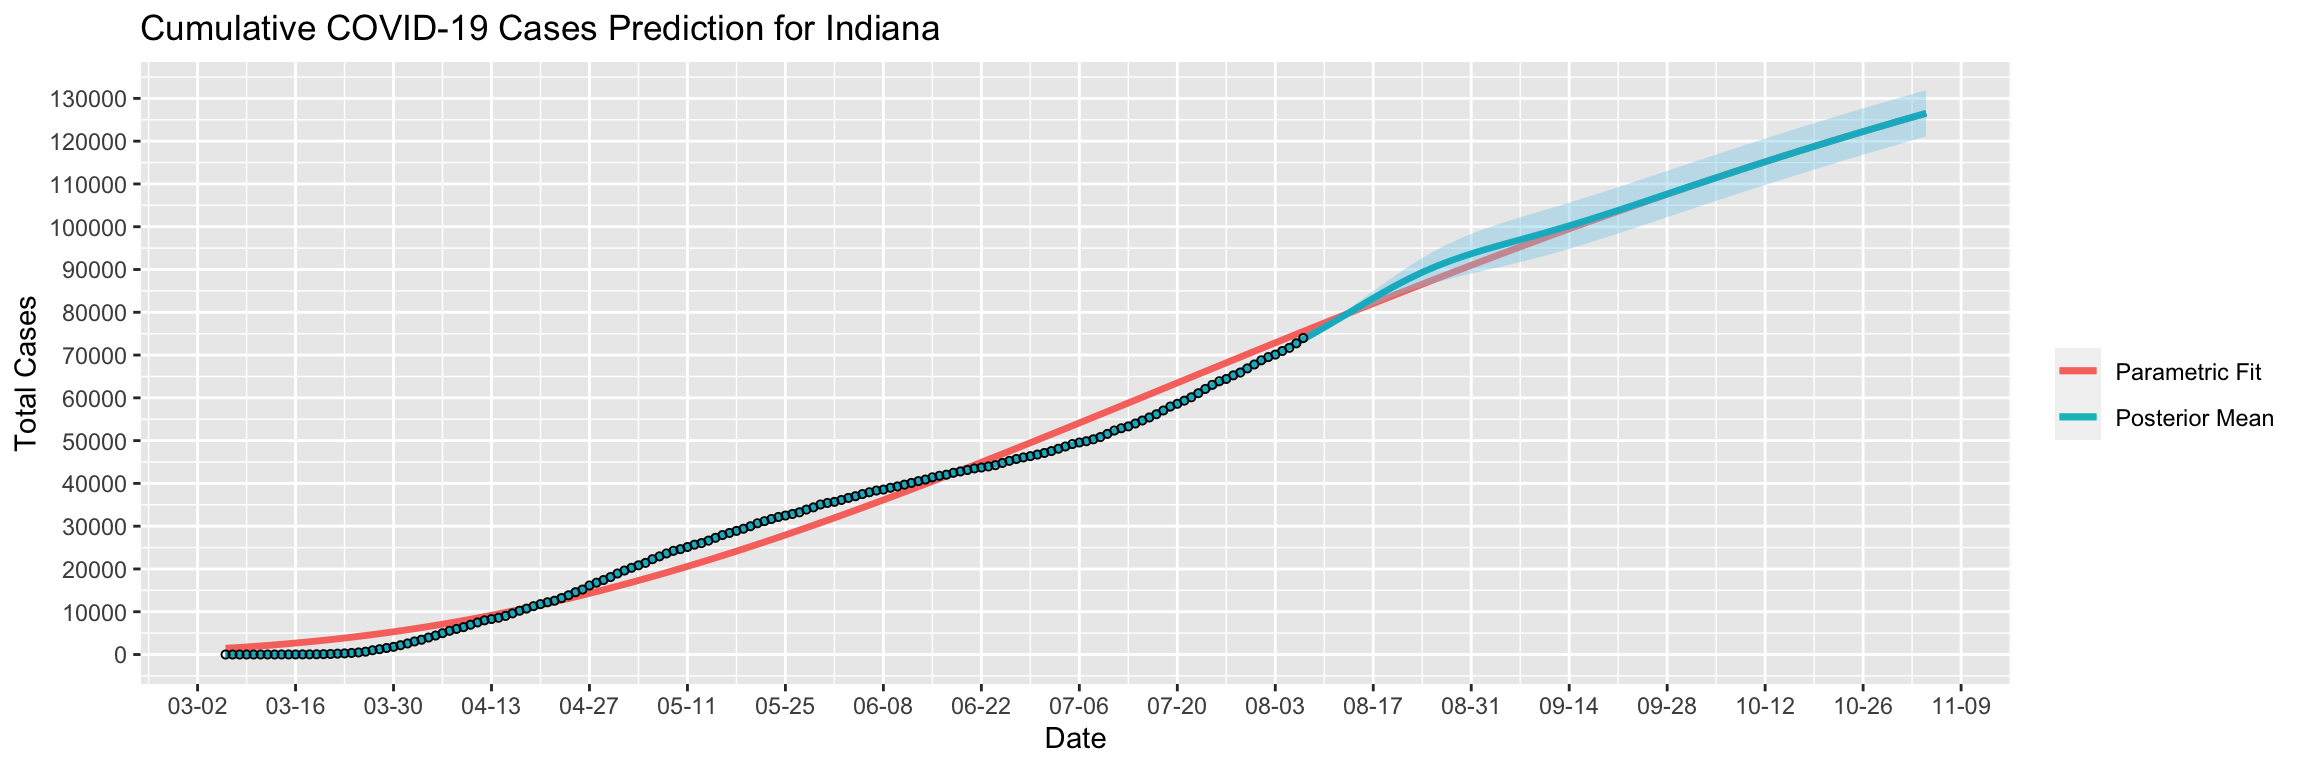 Cumulative COVID-19 Cases Prediction for Indiana
130000
120000
110000
100000
90000
80000
70000
60000
50000
40000
30000
20000
10000
0
Total Cases
03-02 03-16 03-30 04-13 04-27 05-11 05-25 06-08 06-22 07-06 07-20 08-03 08-17 08-31 09-14 09-28 10-12 10-26 11-09
Date
Parametric Fit
Posterior Mean